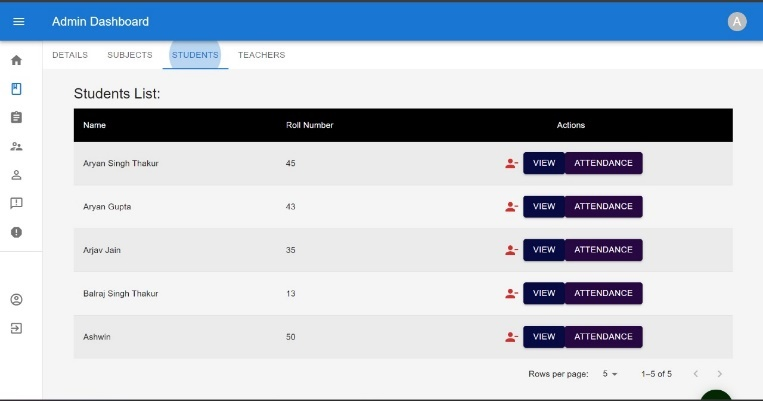 Admin Dashboard
A
DETAILS SUBJECTS STUDENTS TEACHERS
Students List:
Name Roll Number Actions
Aryan Singh Thakur 45 VIEW ATTENDANCE
Aryan Gupta 43 VIEW ATTENDANCE
Arjav Jain 35 VIEW ATTENDANCE
Balraj Singh Thakur 13 VIEW ATTENDANCE
Ashwin 50 VIEW ATTENDANCE
Rows per page: 5 1–5 of 5